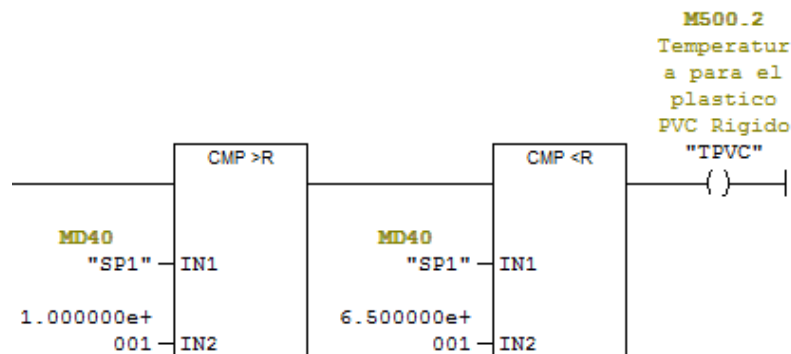 M500.2
Temperatur
a para el
plastico
PVC Rigido
"TPVC"
CMP >R
CMP <R
( )
MD40
"SP1"
IN1
MD40
"SP1"
IN1
1.000000e+
001
IN2
6.500000e+
001
IN2